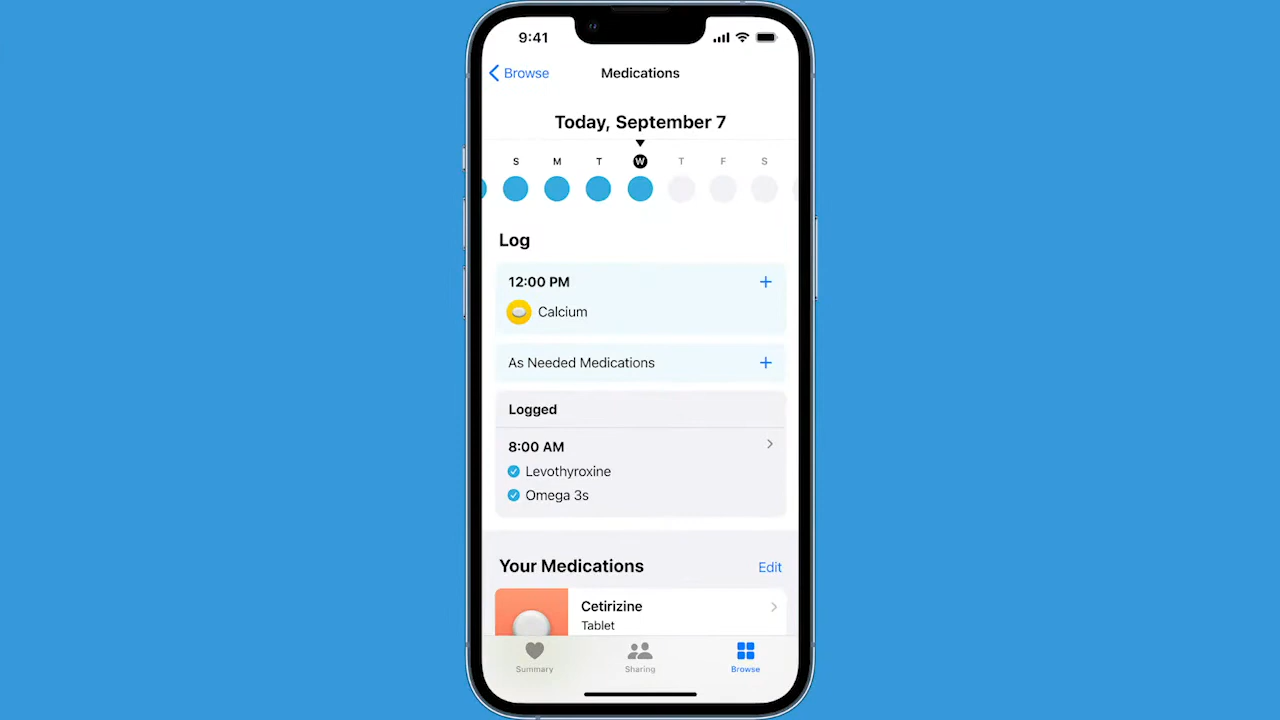 9:41
Browse
Medications
Today, September 7
S M T W T F S
Log
12:00 PM
Calcium
As Needed Medications
Logged
8:00 AM
Levothyroxine
Omega 3s
Your Medications
Edit
Cetirizine
Tablet
Summary
Sharing
Browse